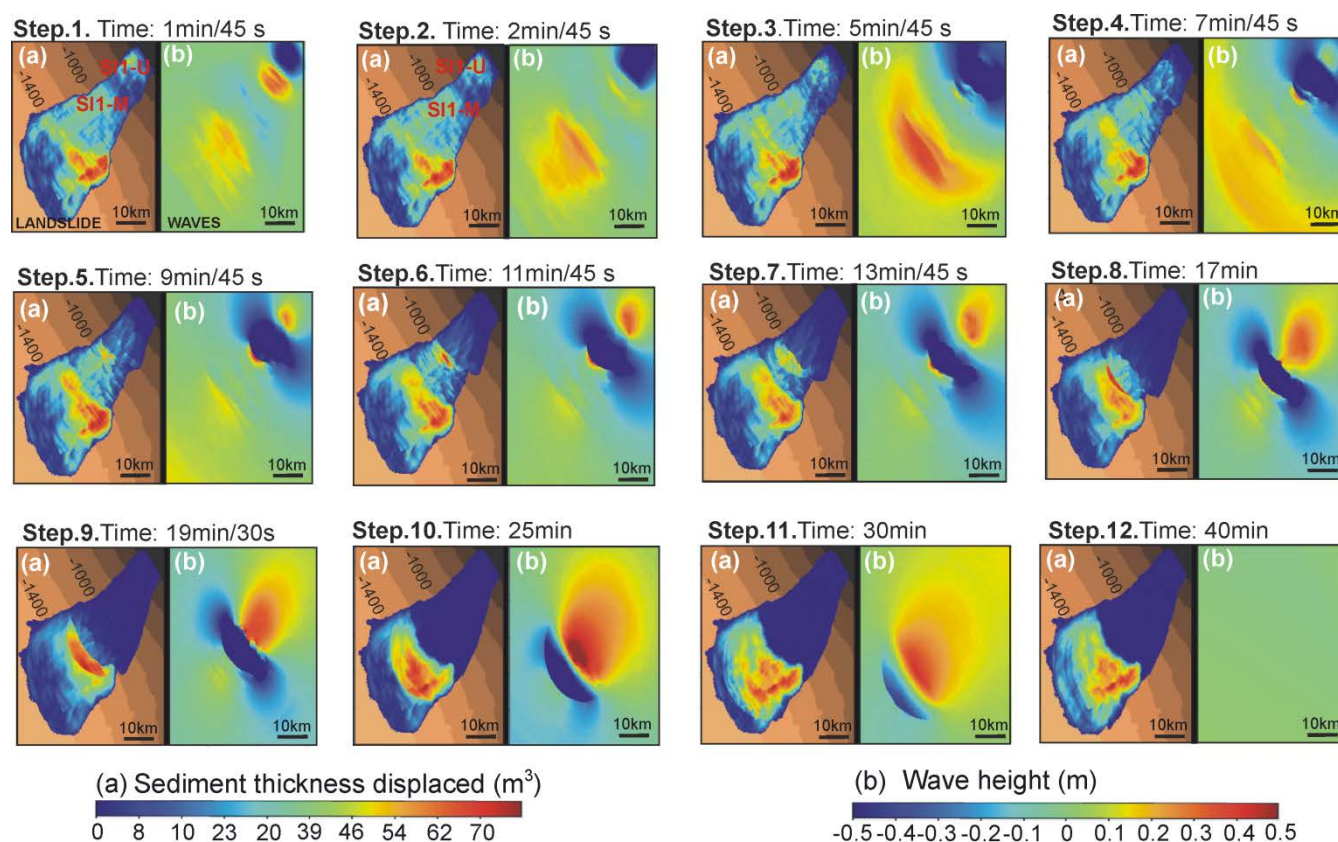 Step.1. Time: 1min/45 s
(a) (b)
-1000
-1400
SI1-U
SI1-M
LANDSLIDE 10km WAVES 10km
Step.2. Time: 2min/45 s
(a) (b)
-1000
-1400
SI1-U
SI1-M
10km 10km
Step.3. Time: 5min/45 s
(a) (b)
-1000
-1400
10km 10km
Step.4. Time: 7min/45 s
(a) (b)
-1000
-1400
10km 10km
Step.5. Time: 9min/45 s
(a) (b)
-1000
-1400
10km 10km
Step.6. Time: 11min/45 s
(a) (b)
-1000
-1400
10km 10km
Step.7. Time: 13min/45 s
(a) (b)
-1000
-1400
10km 10km
Step.8. Time: 17min
(a) (b)
-1000
-1400
10km 10km
Step.9.Time: 19min/30s
(a) (b)
-1000
-1400
10km 10km
Step.10.Time: 25min
(a) (b)
-1000
-1400
10km 10km
Step.11.Time: 30min
(a) (b)
-1000
-1400
10km 10km
Step.12.Time: 40min
(a) (b)
-1000
-1400
10km 10km
(a) Sediment thickness displaced (m³)
0 8 10 23 20 39 46 54 62 70
(b) Wave height (m)
-0.5 -0.4 -0.3 -0.2 -0.1 0 0.1 0.2 0.3 0.4 0.5